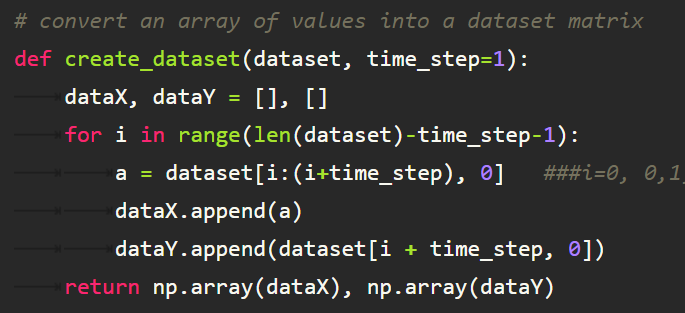 # convert an array of values into a dataset matrix
def create_dataset(dataset, time_step=1):
    dataX, dataY = [], []
    for i in range(len(dataset)-time_step-1):
        a = dataset[i:(i+time_step), 0]   ###i=0, 0,1,
        dataX.append(a)
        dataY.append(dataset[i + time_step, 0])
    return np.array(dataX), np.array(dataY)